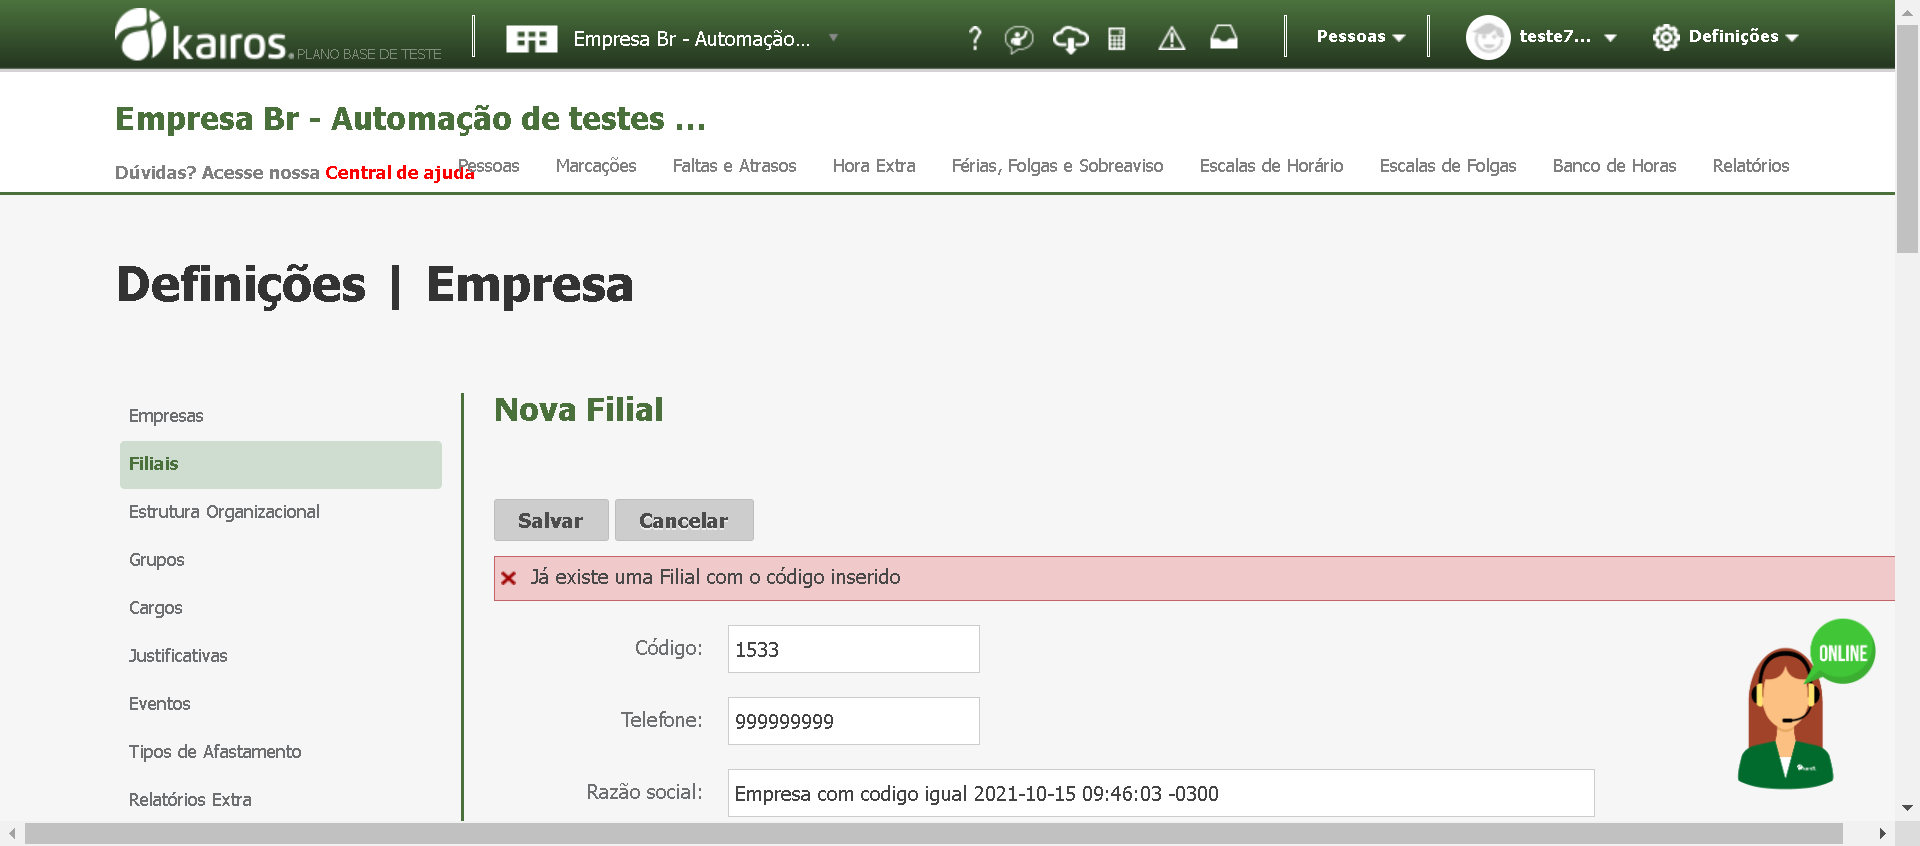 kairos. PLANO BASE DE TESTE
Empresa Br - Automação...
?
Pessoas
teste7...
Definições
Empresa Br - Automação de testes ...
Dúvidas? Acesse nossa Central de ajuda
Pessoas Marcações Faltas e Atrasos Hora Extra Férias, Folgas e Sobreaviso Escalas de Horário Escalas de Folgas Banco de Horas Relatórios
Definições | Empresa
Empresas
Filiais
Estrutura Organizacional
Grupos
Cargos
Justificativas
Eventos
Tipos de Afastamento
Relatórios Extra
Nova Filial
Salvar Cancelar
Já existe uma Filial com o código inserido
Código: 1533
Telefone: 999999999
Razão social: Empresa com codigo igual 2021-10-15 09:46:03 -0300
ONLINE